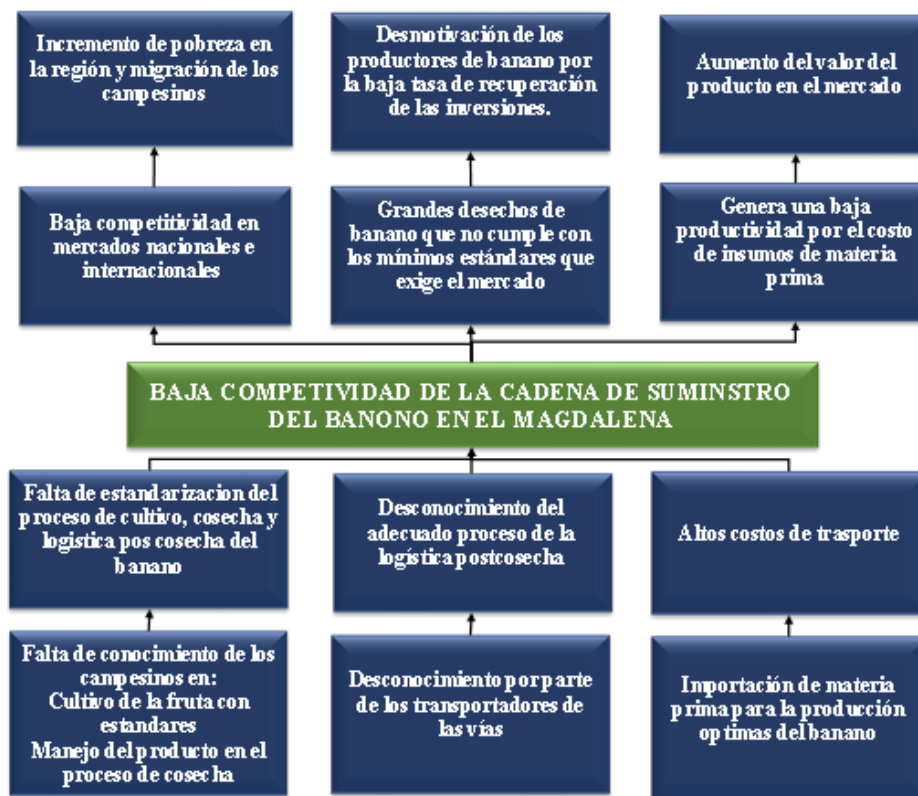 Incremento de pobreza en
la región y migración de los
campesinos
Desmotivación de los
productores de banano por
la baja tasa de recuperación
de las inversiones.
Aumento del valor del
producto en el mercado
Baja competitividad en
mercados nacionales e
internacionales
Grandes desechos de
banano que no cumple con
los mínimos estándares que
exige el mercado
Genera una baja
productividad por el costo
de insumos de materia
prima
BAJA COMPETIVIDAD DE LA CADENA DE SUMINSTRO
DEL BANONO EN EL MAGDALENA
Falta de estandarizacion del
proceso de cultivo, cosecha y
logistica pos cosecha del
banano
Desconocimiento del
adecuado proceso de la
logística postcosecha
Altos costos de trasporte
Falta de conocimiento de los
campesinos en:
Cultivo de la fruta con
estandares
Manejo del producto en el
proceso de cosecha
Desconocimiento por parte
de los transportadores de
las vías
Importación de materia
prima para la producción
optimas del banano